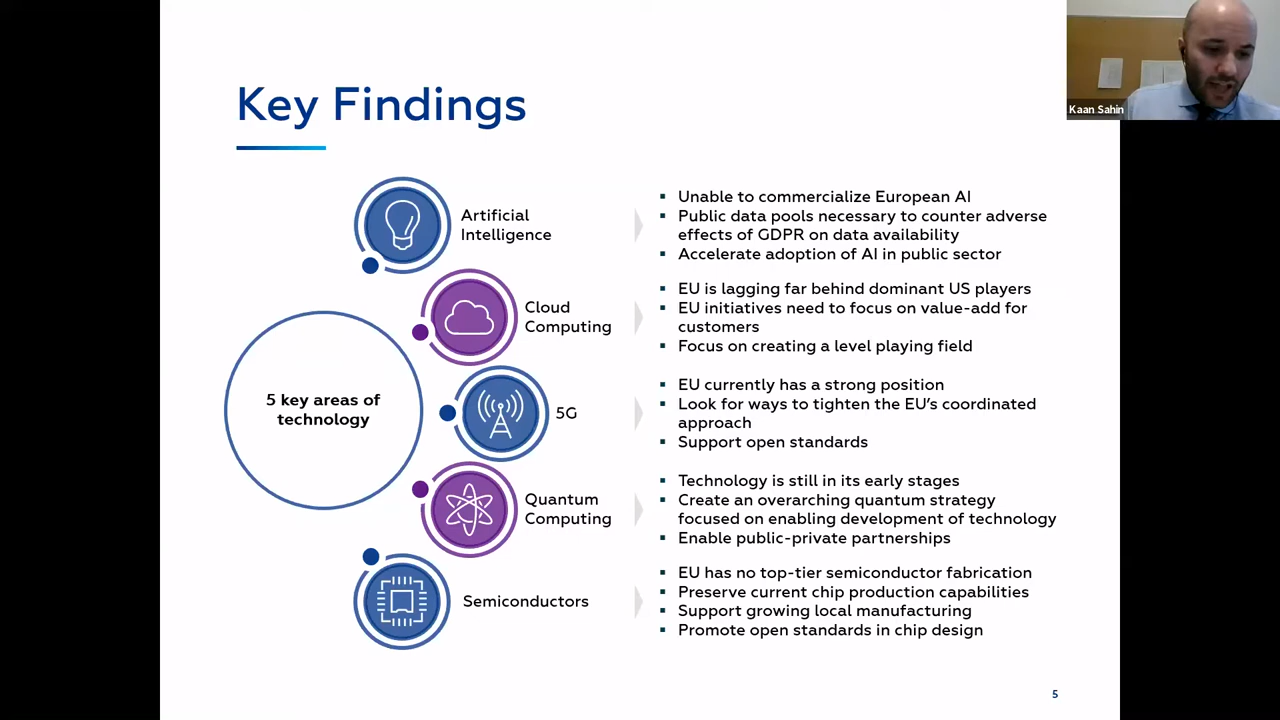 Kaan Sahin
Key Findings
5 key areas of
technology
Artificial
Intelligence
▪ Unable to commercialize European AI
▪ Public data pools necessary to counter adverse
effects of GDPR on data availability
▪ Accelerate adoption of AI in public sector
Cloud
Computing
▪ EU is lagging far behind dominant US players
▪ EU initiatives need to focus on value-add for
customers
▪ Focus on creating a level playing field
5G
▪ EU currently has a strong position
▪ Look for ways to tighten the EU’s coordinated
approach
▪ Support open standards
Quantum
Computing
▪ Technology is still in its early stages
▪ Create an overarching quantum strategy
focused on enabling development of technology
▪ Enable public-private partnerships
Semiconductors
▪ EU has no top-tier semiconductor fabrication
▪ Preserve current chip production capabilities
▪ Support growing local manufacturing
▪ Promote open standards in chip design
5